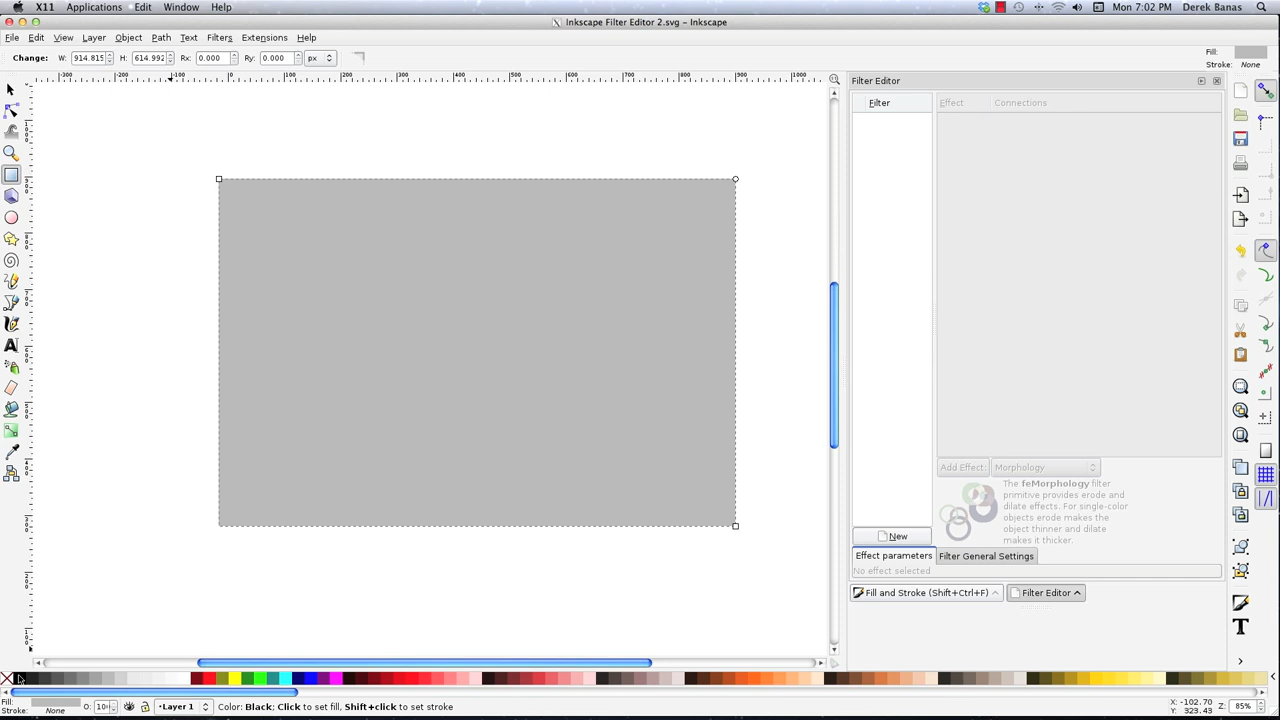 X11 Applications Edit Window Help Mon 7:02 PM Derek Banas
Inkscape Filter Editor 2.svg – Inkscape
File Edit View Layer Object Path Text Filters Extensions Help
Change: W: 914.815 H: 614.992 Rx: 0.000 Ry: 0.000 px Fill:
Stroke: None
Filter Editor
Filter Effect Connections
Add Effect: Morphology
The feMorphology filter
primitive provides erode and
dilate effects. For single-color
objects erode makes the
object thinner and dilate
makes it thicker.
New
Effect parameters Filter General Settings
No effect selected
Fill and Stroke (Shift+Ctrl+F) Filter Editor
Fill:
Stroke: None O: Layer 1 Color: Black; Click to set fill, Shift+click to set stroke
X: -102.70
Y: 323.43 Z: 85%